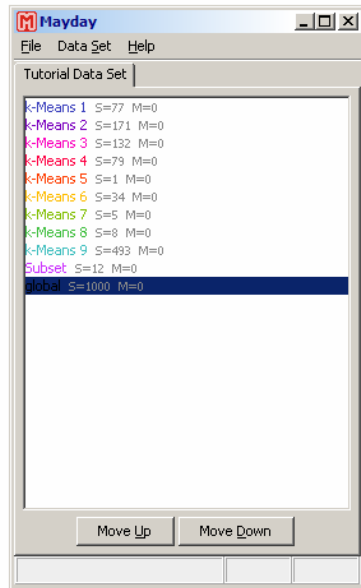 Mayday
File Data Set Help
Tutorial Data Set
k-Means 1 S=77 M=0
k-Means 2 S=171 M=0
k-Means 3 S=132 M=0
k-Means 4 S=79 M=0
k-Means 5 S=1 M=0
k-Means 6 S=34 M=0
k-Means 7 S=5 M=0
k-Means 8 S=8 M=0
k-Means 9 S=493 M=0
Subset S=12 M=0
global S=1000 M=0
Move Up Move Down